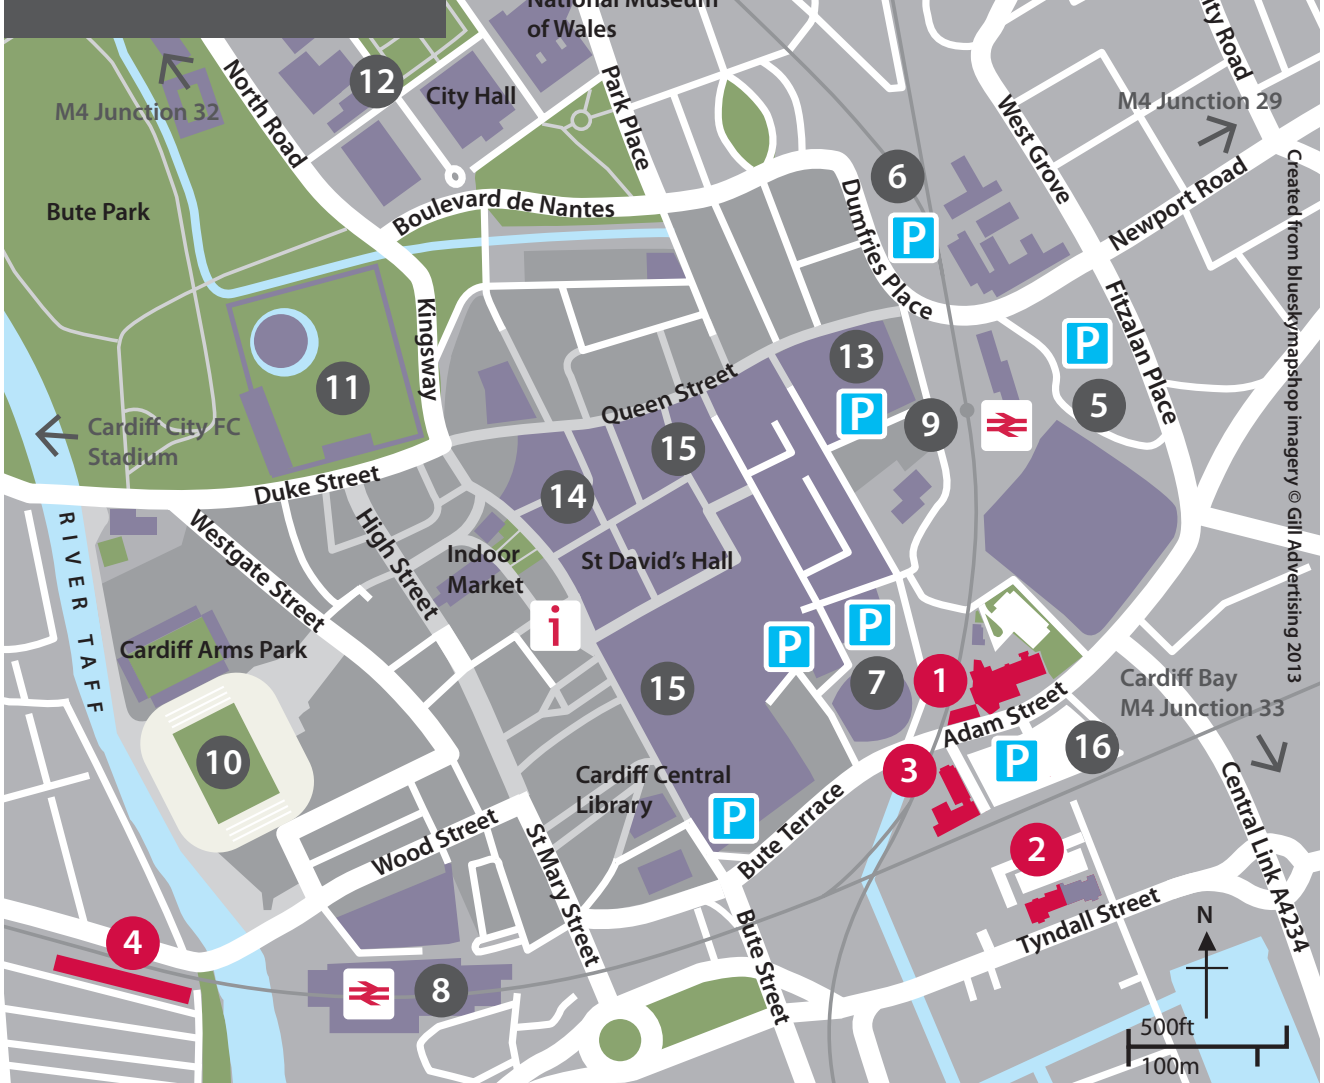 National Museum
of Wales
City Road
12
City Hall
North Road
M4 Junction 32
Park Place
West Grove
M4 Junction 29
Newport Road
Bute Park
Boulevard de Nantes
6
P
Dumfries Place
Kingsway
Fitzalan Place
P
5
11
13
P
9
Queen Street
15
14
Cardiff City FC
Stadium
Duke Street
High Street
Westgate Street
Indoor
Market
St David's Hall
i
P
P
RIVER TAFF
Cardiff Arms Park
15
7
1
Adam Street
Cardiff Bay
M4 Junction 33
16
P
3
10
Cardiff Central
Library
P
Bute Terrace
Wood Street
St Mary Street
2
Tyndall Street
Central Link A4234
4
8
Bute Street
N
500ft
100m
Created from blueskymapshop imagery © Gill Advertising 2013